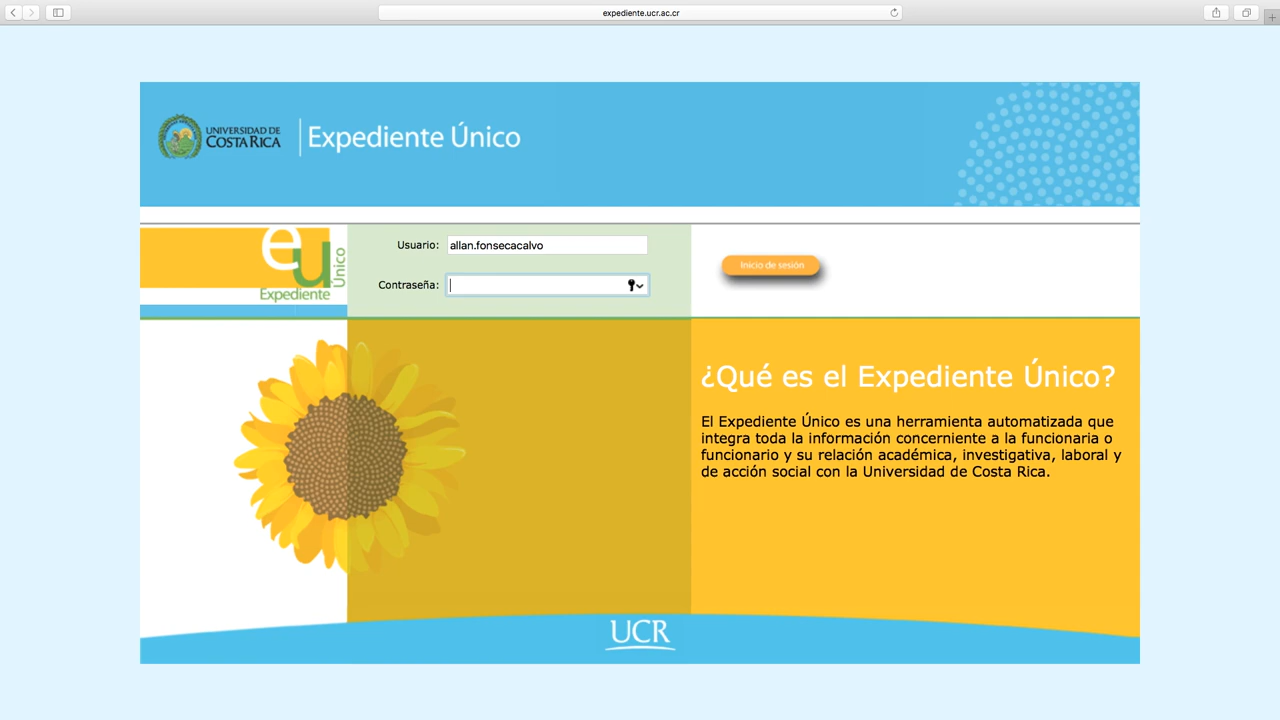 expediente.ucr.ac.cr
UNIVERSIDAD DE
COSTA RICA
Expediente Único
eu
Expediente
Único
Usuario:
allan.fonsecacalvo
Contraseña:
Inicio de sesión
¿Qué es el Expediente Único?
El Expediente Único es una herramienta automatizada que
integra toda la información concerniente a la funcionaria o
funcionario y su relación académica, investigativa, laboral y
de acción social con la Universidad de Costa Rica.
UCR